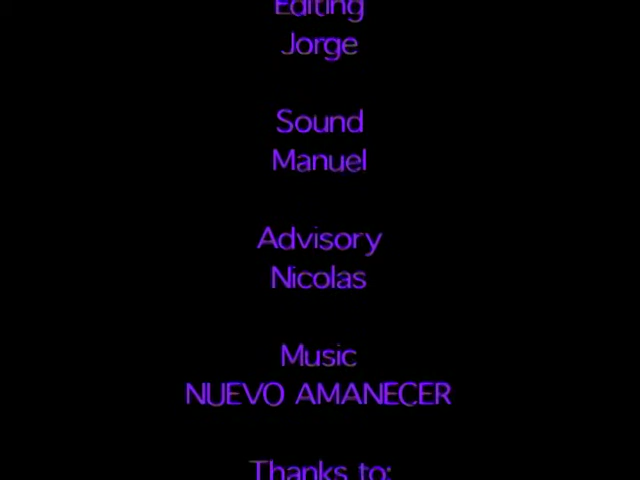 Editing
Jorge
Sound
Manuel
Advisory
Nicolas
Music
NUEVO AMANECER
Thanks to: